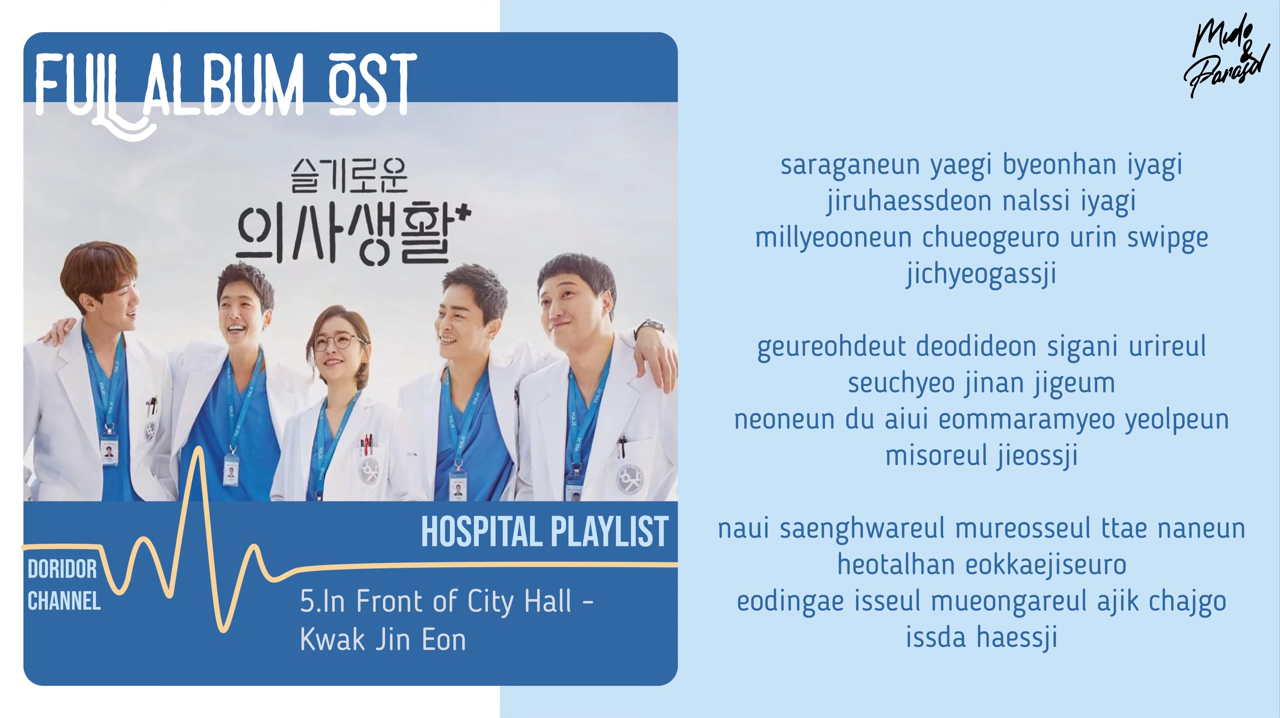 FULL ALBUM OST
슬기로운
의사생활+
HOSPITAL PLAYLIST
DORIDOR
CHANNEL
5.In Front of City Hall -
Kwak Jin Eon
Mido
&
Parasol
saraganeun yaegi byeonhan iyagi
jiruhaessdeon nalssi iyagi
millyeooneun chueogeuro urin swipge
jichyeogassji
geureohdeut deodideon sigani urireul
seuchyeo jinan jigeum
neoneun du aiui eommaramyeo yeolpeun
misoreul jieossji
naui saenghwareul mureosseul ttae naneun
heotalhan eokkaejiseuro
eodingae isseul mueongareul ajik chajgo
issda haessji